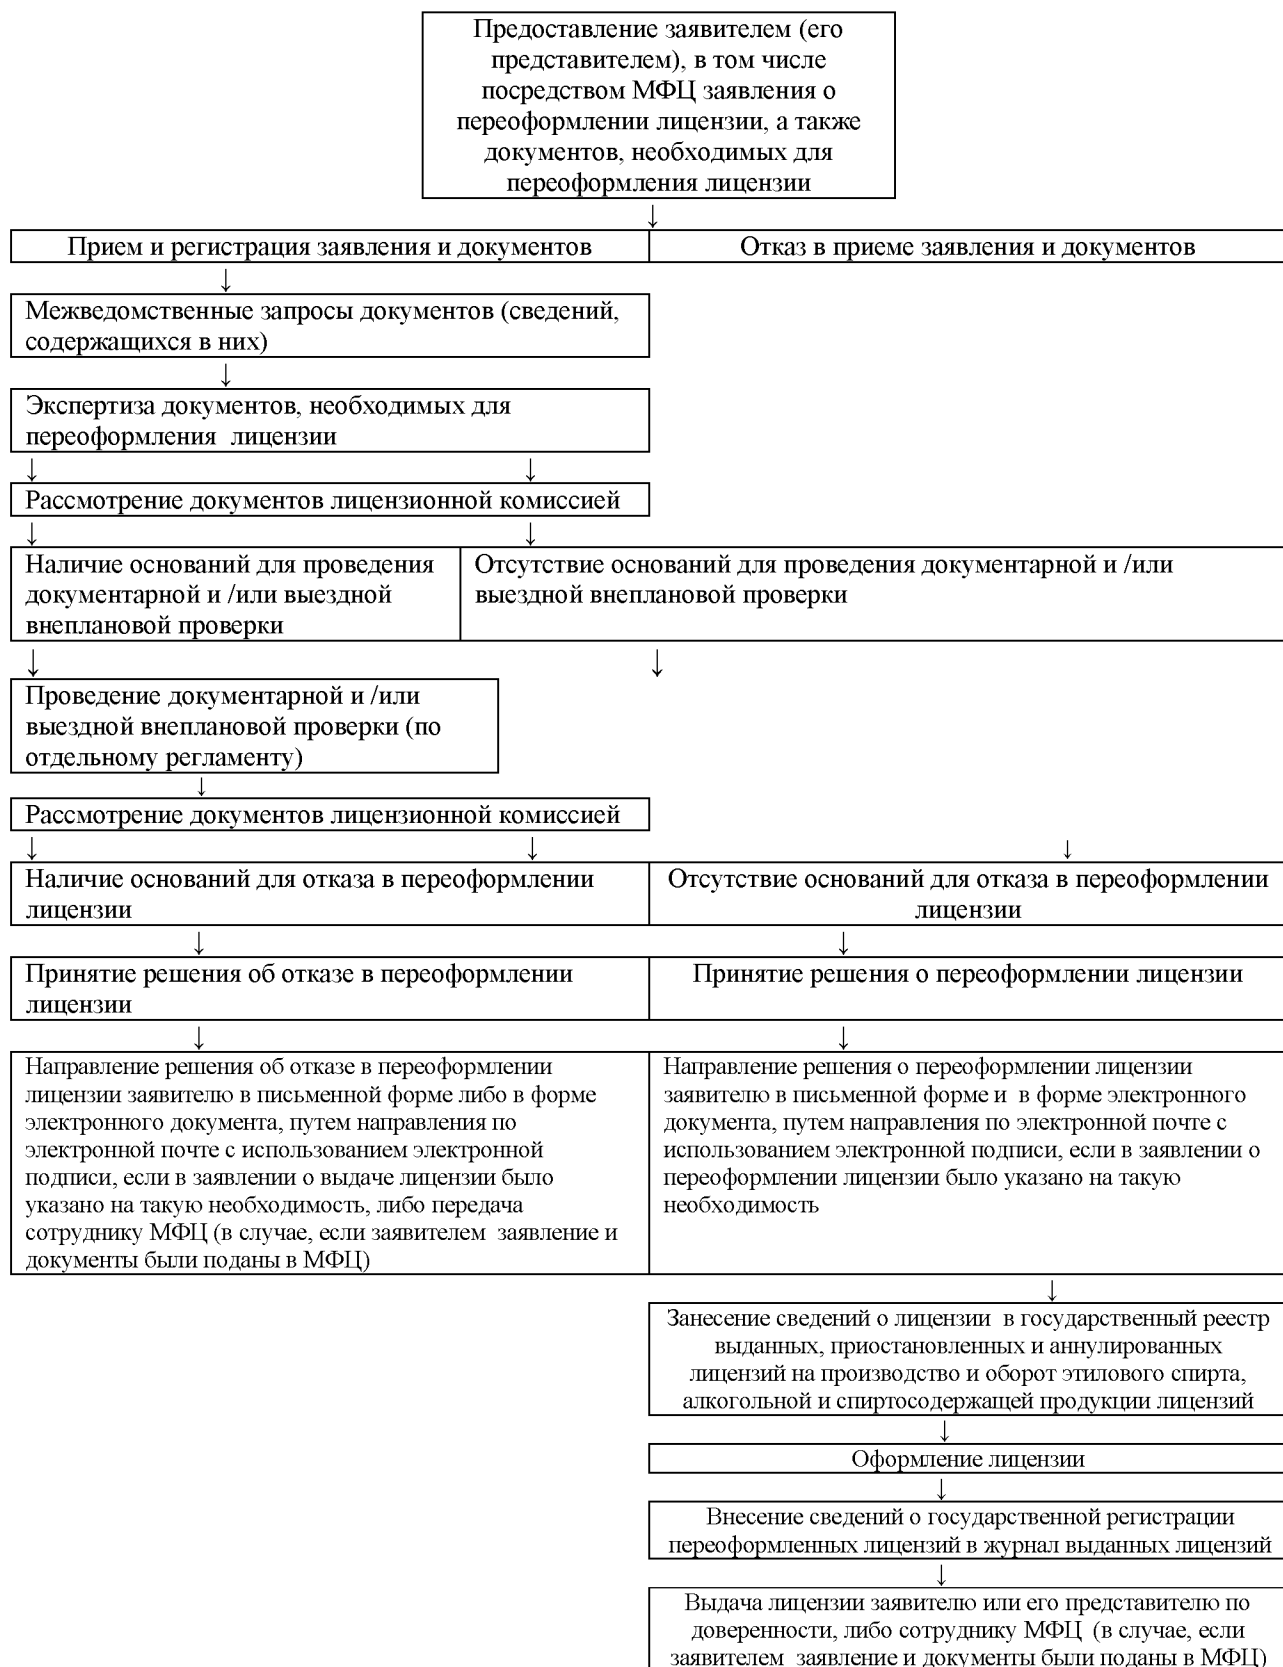 Предоставление заявителем (его
представителем), в том числе
посредством МФЦ заявления о
переоформлении лицензии, а также
документов, необходимых для
переоформления лицензии
↓
Прием и регистрация заявления и документов
Отказ в приеме заявления и документов
↓
Межведомственные запросы документов (сведений,
содержащихся в них)
↓
Экспертиза документов, необходимых для
переоформления лицензии
↓ ↓
Рассмотрение документов лицензионной комиссией
↓ ↓
Наличие оснований для проведения
документарной и /или выездной
внеплановой проверки
Отсутствие оснований для проведения документарной и /или
выездной внеплановой проверки
↓ ↓
Проведение документарной и /или
выездной внеплановой проверки (по
отдельному регламенту)
↓
Рассмотрение документов лицензионной комиссией
↓ ↓ ↓
Наличие оснований для отказа в переоформлении
лицензии
Отсутствие оснований для отказа в переоформлении
лицензии
↓ ↓
Принятие решения об отказе в переоформлении
лицензии
Принятие решения о переоформлении лицензии
↓ ↓
Направление решения об отказе в переоформлении
лицензии заявителю в письменной форме либо в форме
электронного документа, путем направления по
электронной почте с использованием электронной
подписи, если в заявлении о выдаче лицензии было
указано на такую необходимость, либо передача
сотруднику МФЦ (в случае, если заявителем заявление и
документы были поданы в МФЦ)
Направление решения о переоформлении лицензии
заявителю в письменной форме и в форме электронного
документа, путем направления по электронной почте с
использованием электронной подписи, если в заявлении о
переоформлении лицензии было указано на такую
необходимость
↓
Занесение сведений о лицензии в государственный реестр
выданных, приостановленных и аннулированных
лицензий на производство и оборот этилового спирта,
алкогольной и спиртосодержащей продукции лицензий
↓
Оформление лицензии
↓
Внесение сведений о государственной регистрации
переоформленных лицензий в журнал выданных лицензий
↓
Выдача лицензии заявителю или его представителю по
доверенности, либо сотруднику МФЦ (в случае, если
заявителем заявление и документы были поданы в МФЦ)